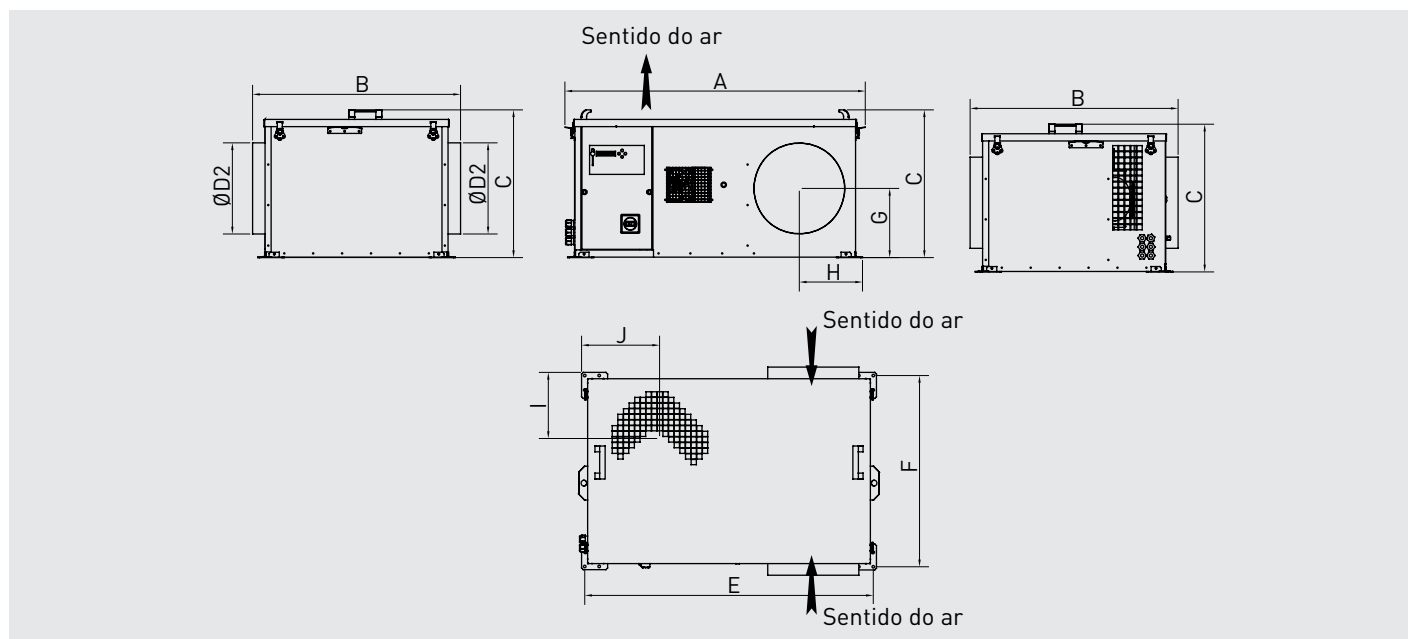 Sentido do ar
B
A
B
ØD2
ØD2
C
C
G
H
C
Sentido do ar
J
I
F
E
Sentido do ar